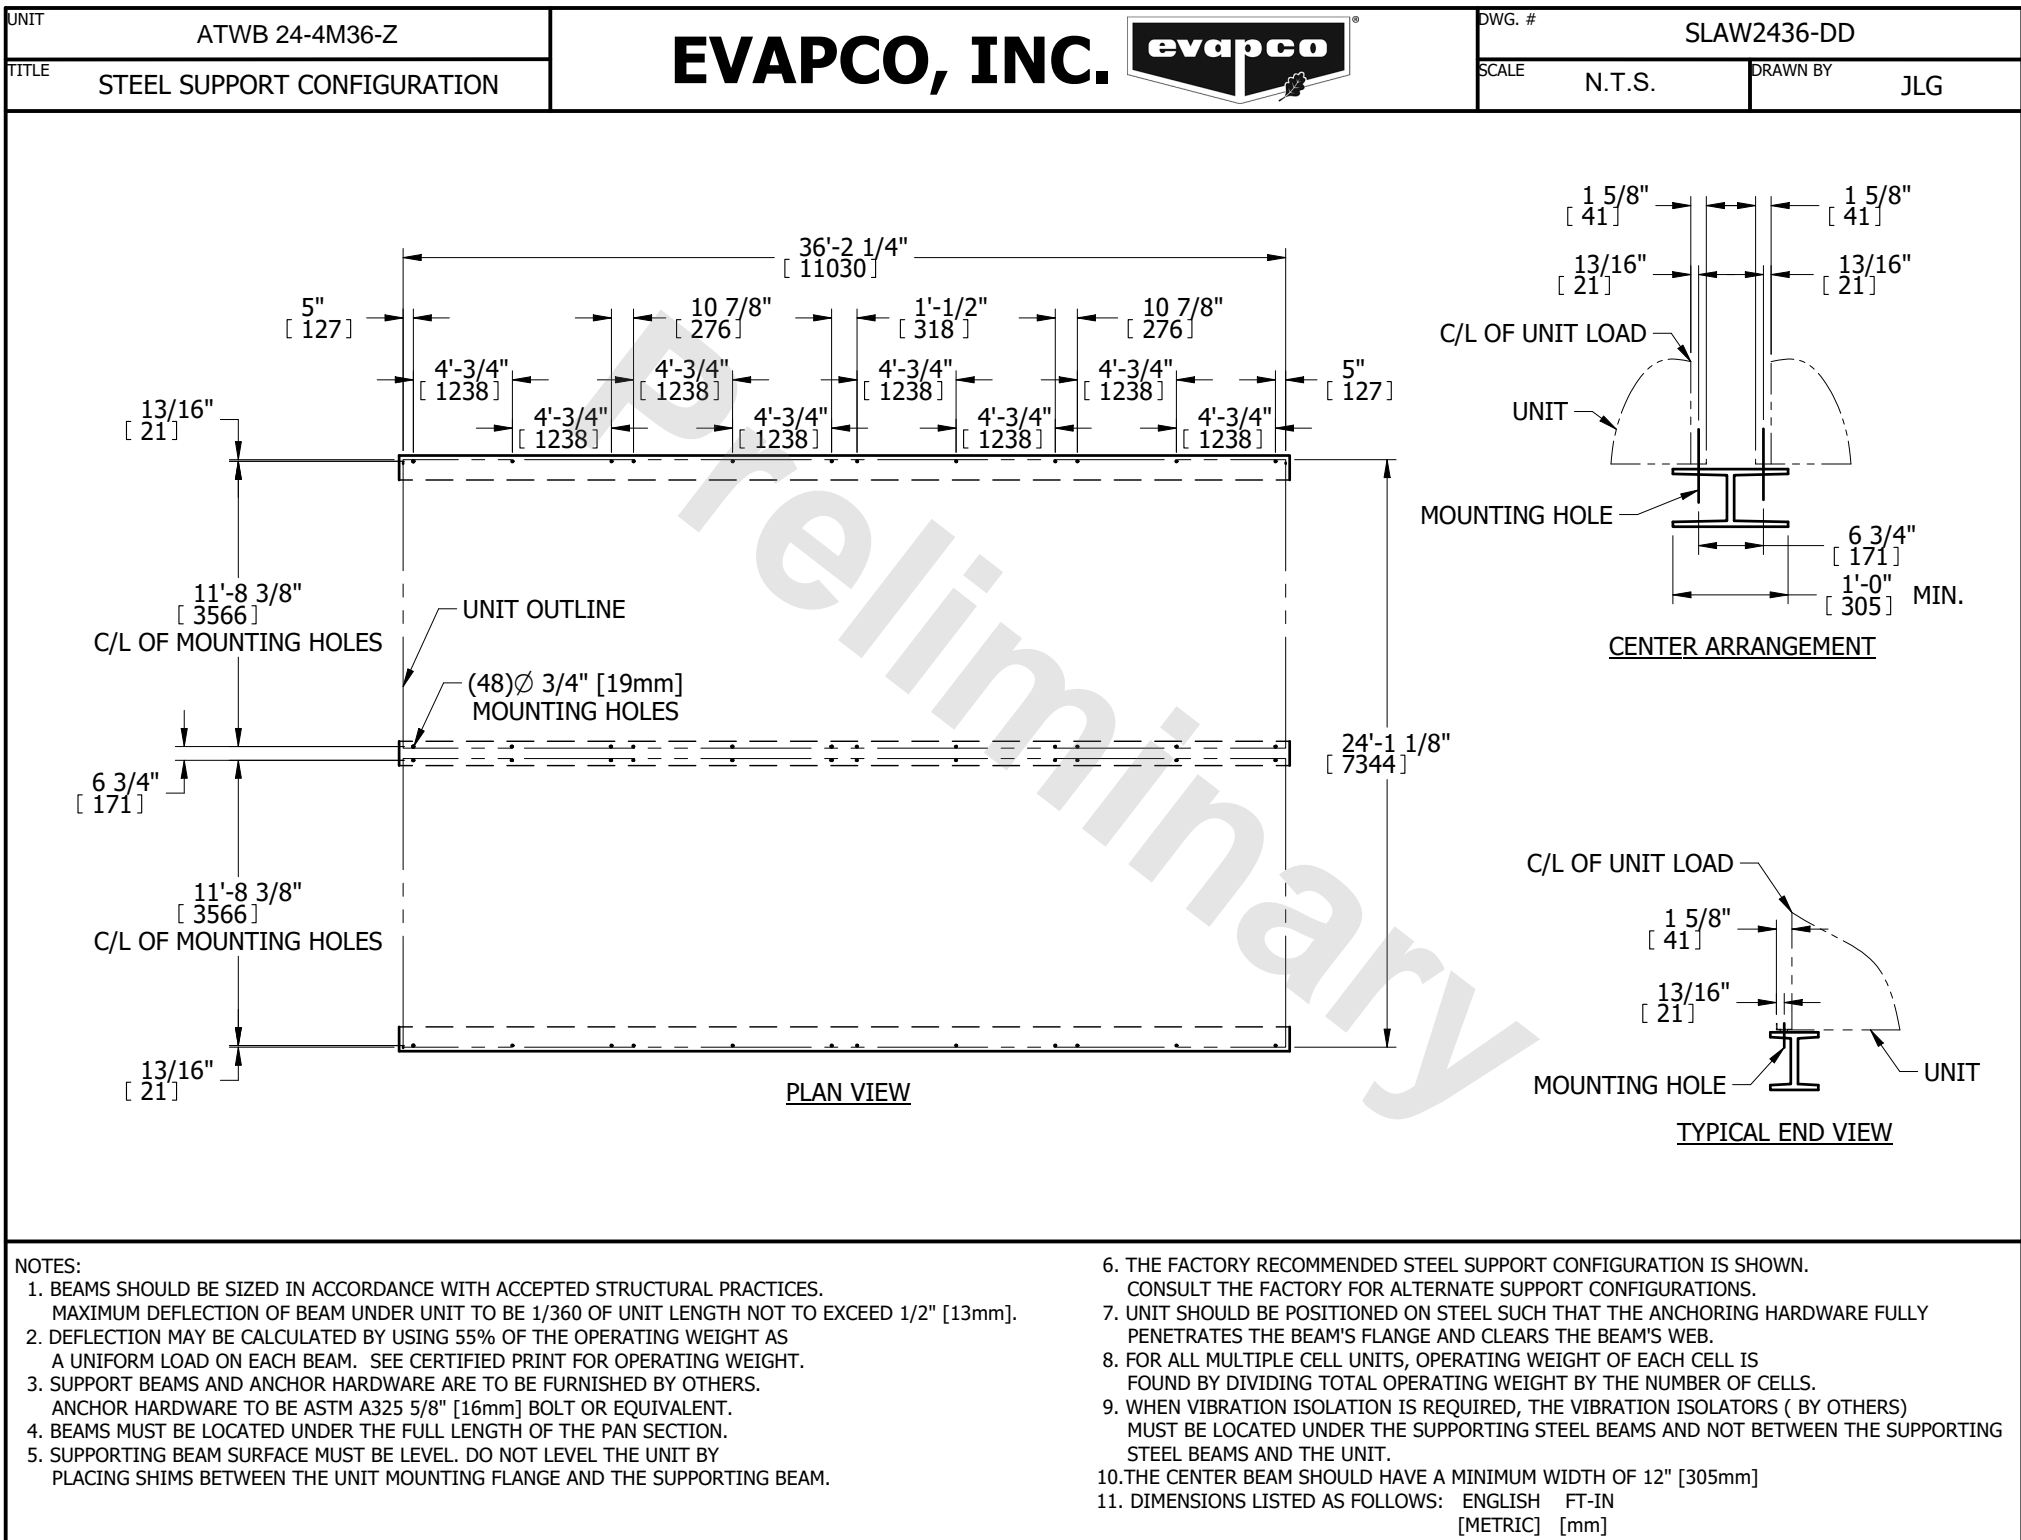 UNIT
ATWB 24-4M36-Z
TITLE
STEEL SUPPORT CONFIGURATION
EVAPCO, INC.
evapco
®
DWG. #
SLAW2436-DD
SCALE
N.T.S.
DRAWN BY
JLG
36'-2 1/4"
[ 11030 ]
5"
[ 127 ]
10 7/8"
[ 276 ]
1'-1/2"
[ 318 ]
10 7/8"
[ 276 ]
4'-3/4"
[ 1238 ]
4'-3/4"
[ 1238 ]
4'-3/4"
[ 1238 ]
4'-3/4"
[ 1238 ]
5"
[ 127 ]
4'-3/4"
[ 1238 ]
4'-3/4"
[ 1238 ]
4'-3/4"
[ 1238 ]
4'-3/4"
[ 1238 ]
13/16"
[ 21 ]
11'-8 3/8"
[ 3566 ]
C/L OF MOUNTING HOLES
UNIT OUTLINE
(48)∅ 3/4" [19mm]
MOUNTING HOLES
6 3/4"
[ 171 ]
24'-1 1/8"
[ 7344 ]
11'-8 3/8"
[ 3566 ]
C/L OF MOUNTING HOLES
13/16"
[ 21 ]
PLAN VIEW
Preliminary
1 5/8"
[ 41 ]
1 5/8"
[ 41 ]
13/16"
[ 21 ]
13/16"
[ 21 ]
C/L OF UNIT LOAD
UNIT
MOUNTING HOLE
6 3/4"
[ 171 ]
1'-0"
[ 305 ] MIN.
CENTER ARRANGEMENT
C/L OF UNIT LOAD
1 5/8"
[ 41 ]
13/16"
[ 21 ]
MOUNTING HOLE
UNIT
TYPICAL END VIEW
NOTES:
1. BEAMS SHOULD BE SIZED IN ACCORDANCE WITH ACCEPTED STRUCTURAL PRACTICES.
MAXIMUM DEFLECTION OF BEAM UNDER UNIT TO BE 1/360 OF UNIT LENGTH NOT TO EXCEED 1/2" [13mm].
2. DEFLECTION MAY BE CALCULATED BY USING 55% OF THE OPERATING WEIGHT AS
A UNIFORM LOAD ON EACH BEAM. SEE CERTIFIED PRINT FOR OPERATING WEIGHT.
3. SUPPORT BEAMS AND ANCHOR HARDWARE ARE TO BE FURNISHED BY OTHERS.
ANCHOR HARDWARE TO BE ASTM A325 5/8" [16mm] BOLT OR EQUIVALENT.
4. BEAMS MUST BE LOCATED UNDER THE FULL LENGTH OF THE PAN SECTION.
5. SUPPORTING BEAM SURFACE MUST BE LEVEL. DO NOT LEVEL THE UNIT BY
PLACING SHIMS BETWEEN THE UNIT MOUNTING FLANGE AND THE SUPPORTING BEAM.
6. THE FACTORY RECOMMENDED STEEL SUPPORT CONFIGURATION IS SHOWN.
CONSULT THE FACTORY FOR ALTERNATE SUPPORT CONFIGURATIONS.
7. UNIT SHOULD BE POSITIONED ON STEEL SUCH THAT THE ANCHORING HARDWARE FULLY
PENETRATES THE BEAM'S FLANGE AND CLEARS THE BEAM'S WEB.
8. FOR ALL MULTIPLE CELL UNITS, OPERATING WEIGHT OF EACH CELL IS
FOUND BY DIVIDING TOTAL OPERATING WEIGHT BY THE NUMBER OF CELLS.
9. WHEN VIBRATION ISOLATION IS REQUIRED, THE VIBRATION ISOLATORS ( BY OTHERS)
MUST BE LOCATED UNDER THE SUPPORTING STEEL BEAMS AND NOT BETWEEN THE SUPPORTING
STEEL BEAMS AND THE UNIT.
10.THE CENTER BEAM SHOULD HAVE A MINIMUM WIDTH OF 12" [305mm]
11. DIMENSIONS LISTED AS FOLLOWS: ENGLISH FT-IN
[METRIC] [mm]